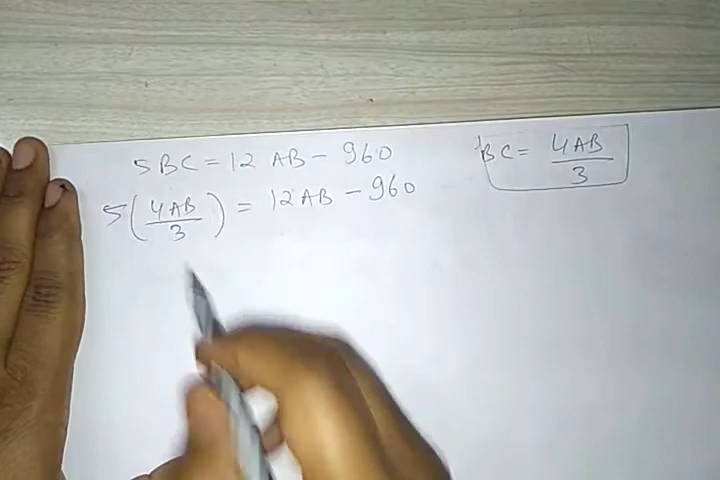 5BC = 12 AB - 960
BC = 4AB/3
5(4AB/3) = 12AB - 960